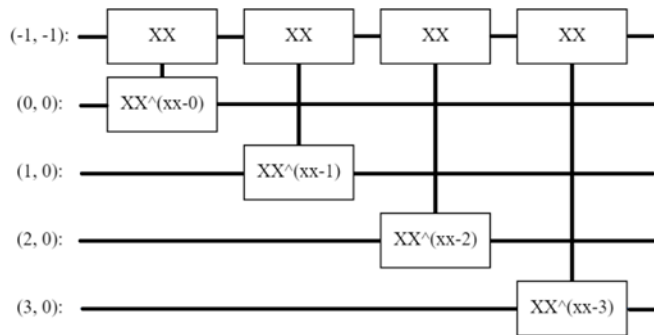 (-1, -1): XX XX XX XX
(0, 0): XX^(xx-0)
(1, 0): XX^(xx-1)
(2, 0): XX^(xx-2)
(3, 0): XX^(xx-3)